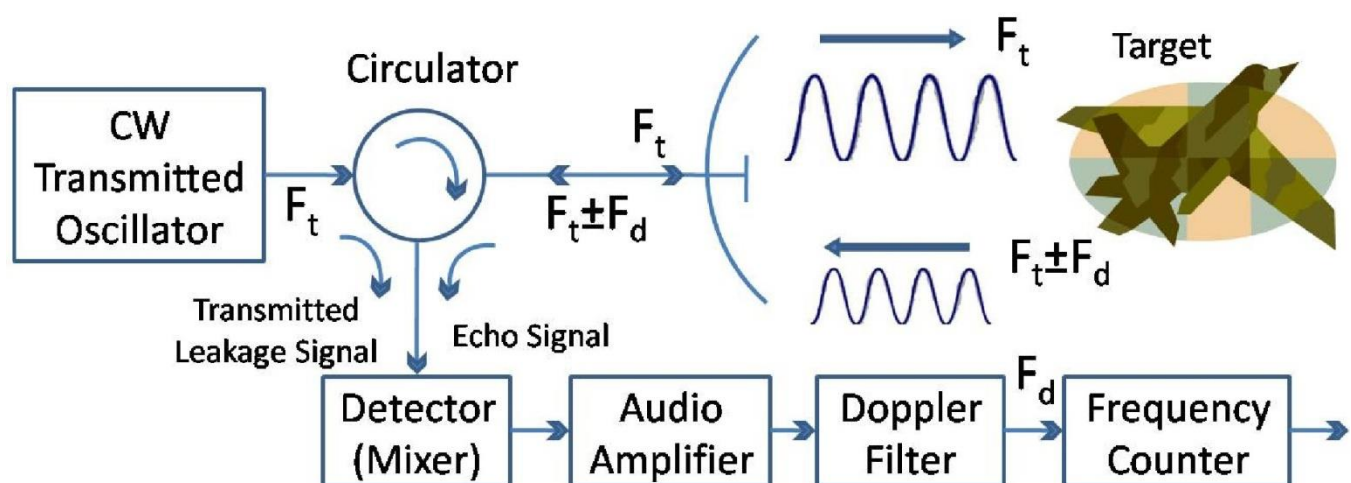 CW
Transmitted
Oscillator
F_t
Circulator
F_t
F_t±F_d
F_t
Target
F_t±F_d
Transmitted
Leakage Signal
Echo Signal
Detector
(Mixer)
Audio
Amplifier
Doppler
Filter
F_d
Frequency
Counter